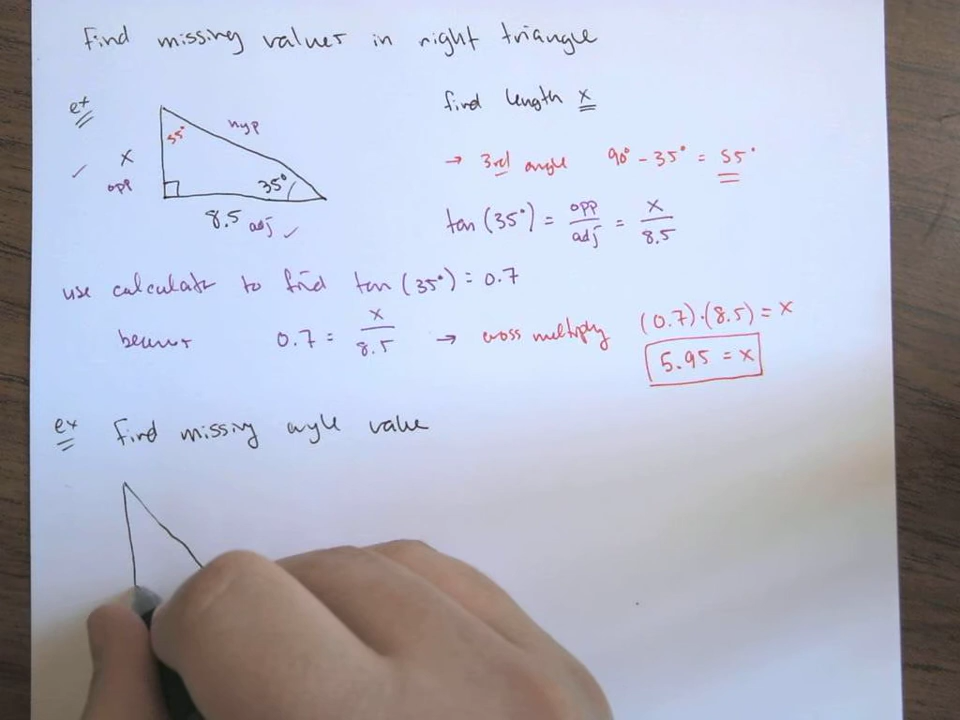 find missing values in right triangle
ex
find length x
55°
hyp
x
opp
35°
8.5 adj ✓
→ 3rd angle 90° - 35° = 55°
tan (35°) = opp/adj = x/8.5
use calculator to find tan (35°) = 0.7
becomes 0.7 = x/8.5 → cross multiply (0.7)·(8.5) = x
5.95 = x
ex find missing angle value